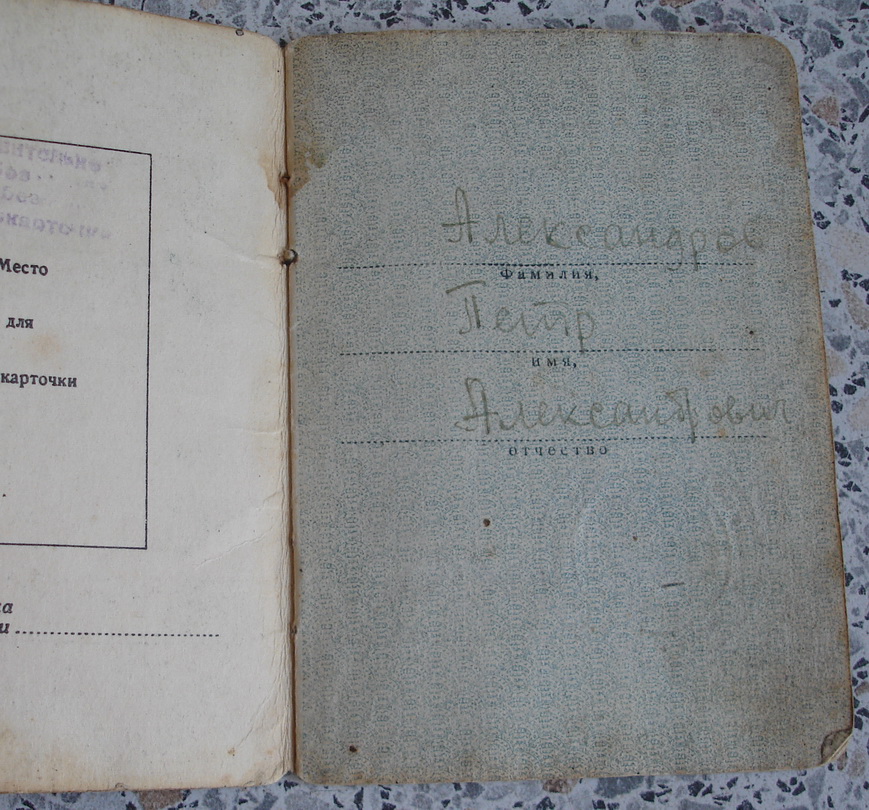 Место
для
карточки
Александров
Фамилия,
Петр
имя,
Александрович
отчество